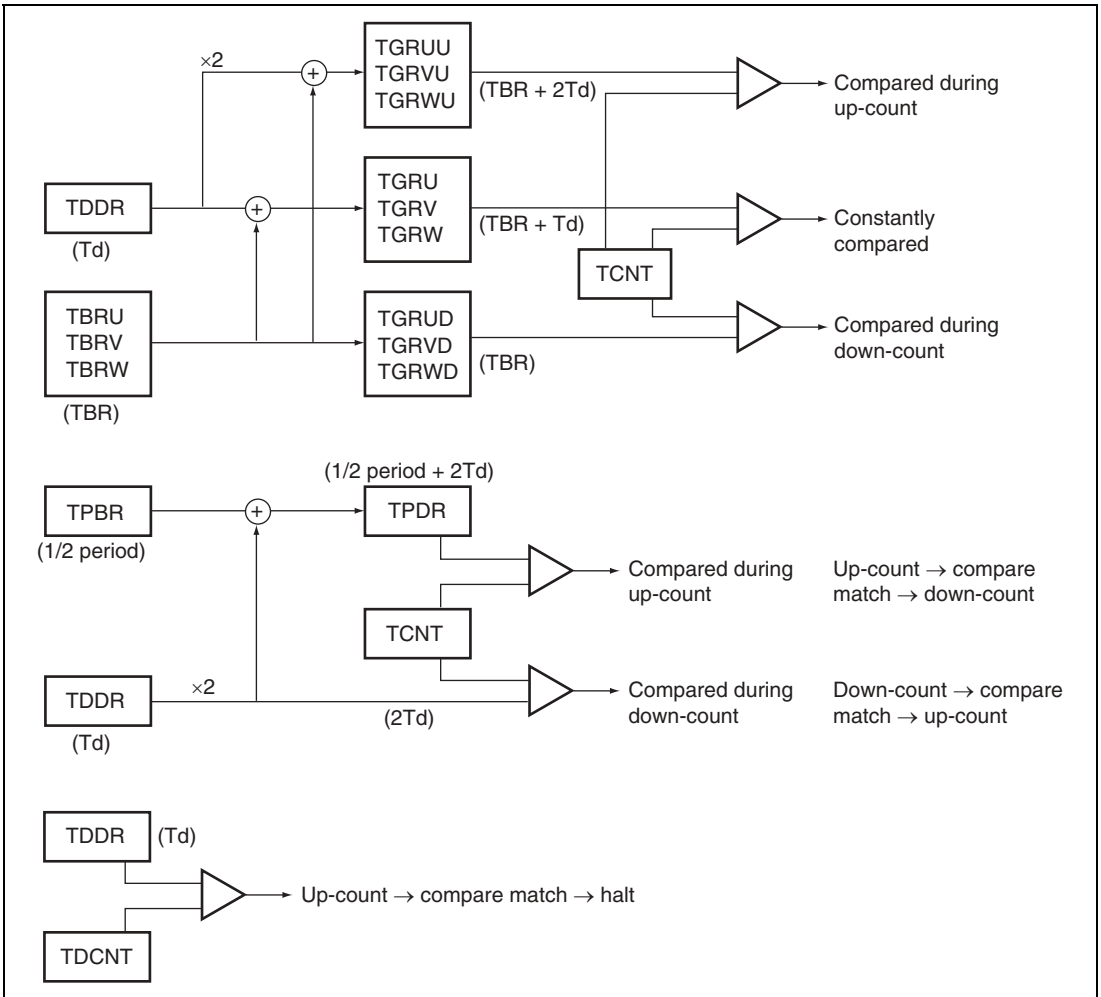 ×2
+
TGRUU
TGRVU
TGRWU
(TBR + 2Td)
Compared during
up-count
TDDR
(Td)
+
TGRU
TGRV
TGRW
(TBR + Td)
Constantly
compared
TCNT
TBRU
TBRV
TBRW
(TBR)
TGRUD
TGRVD
TGRWD
(TBR)
Compared during
down-count
TPBR
(1/2 period)
+
(1/2 period + 2Td)
TPDR
Compared during
up-count
Up-count → compare
match → down-count
TCNT
TDDR
(Td)
×2
(2Td)
Compared during
down-count
Down-count → compare
match → up-count
TDDR
(Td)
Up-count → compare match → halt
TDCNT